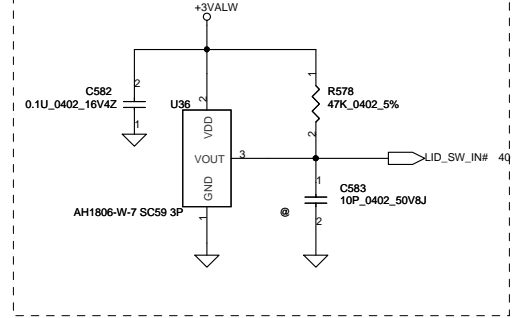 +3VALW
C582
0.1U_0402_16V4Z
2
1
U36
2
VDD
VOUT
3
GND
1
AH1806-W-7 SC59 3P
1
R578
47K_0402_5%
2
LID_SW_IN# 40
1
C583
10P_0402_50V8J
@
2